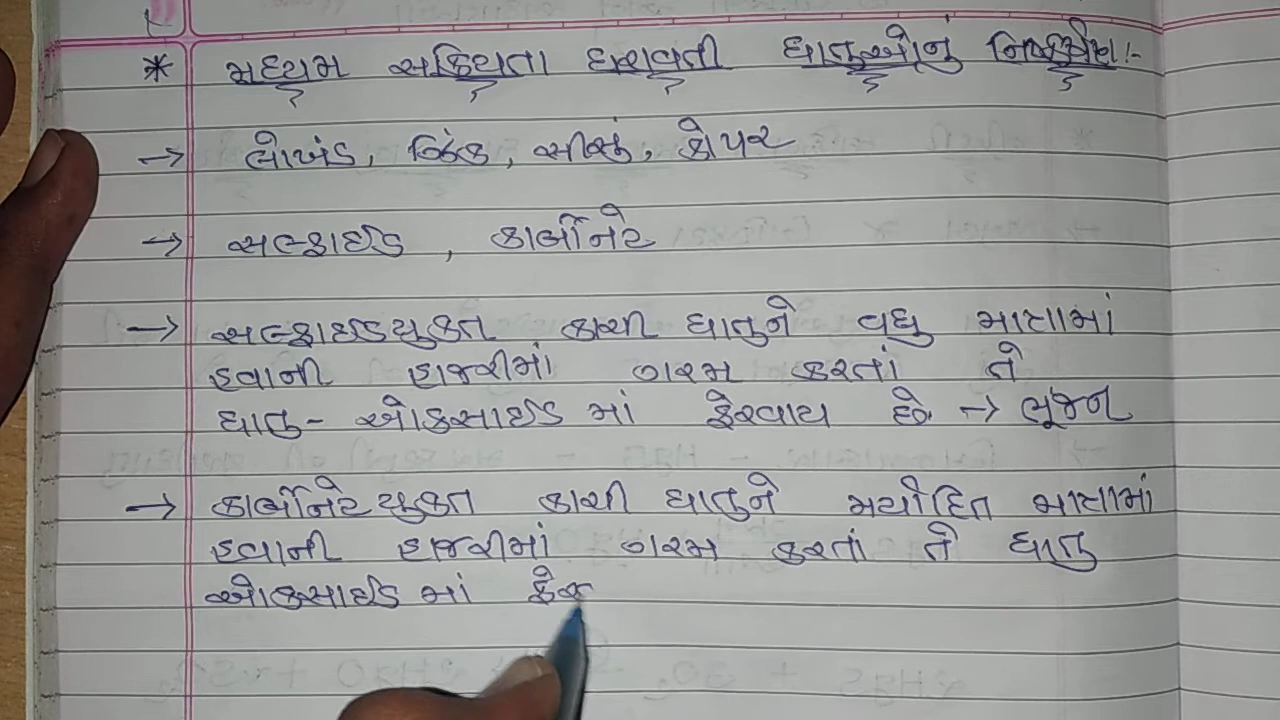 * મધ્યમ સક્રિયતા ધરાવતી ધાતુઓનું નિષ્કર્ષણ :-
→ લોખંડ, ઝિંક, સીસું, કોપર
→ સલ્ફાઈડ , કાર્બોનેટ
→ સલ્ફાઈડયુક્ત કાચી ધાતુને વધુ માત્રામાં
હવાની હાજરીમાં ગરમ કરતાં તે
ધાતુ- ઓક્સાઈડ માં ફેરવાય છે. → ભૂંજન
→ કાર્બોનેટયુક્ત કાચી ધાતુને મર્યાદિત માત્રામાં
હવાની હાજરીમાં ગરમ કરતાં તે ધાતુ
ઓક્સાઈડ માં ફેર